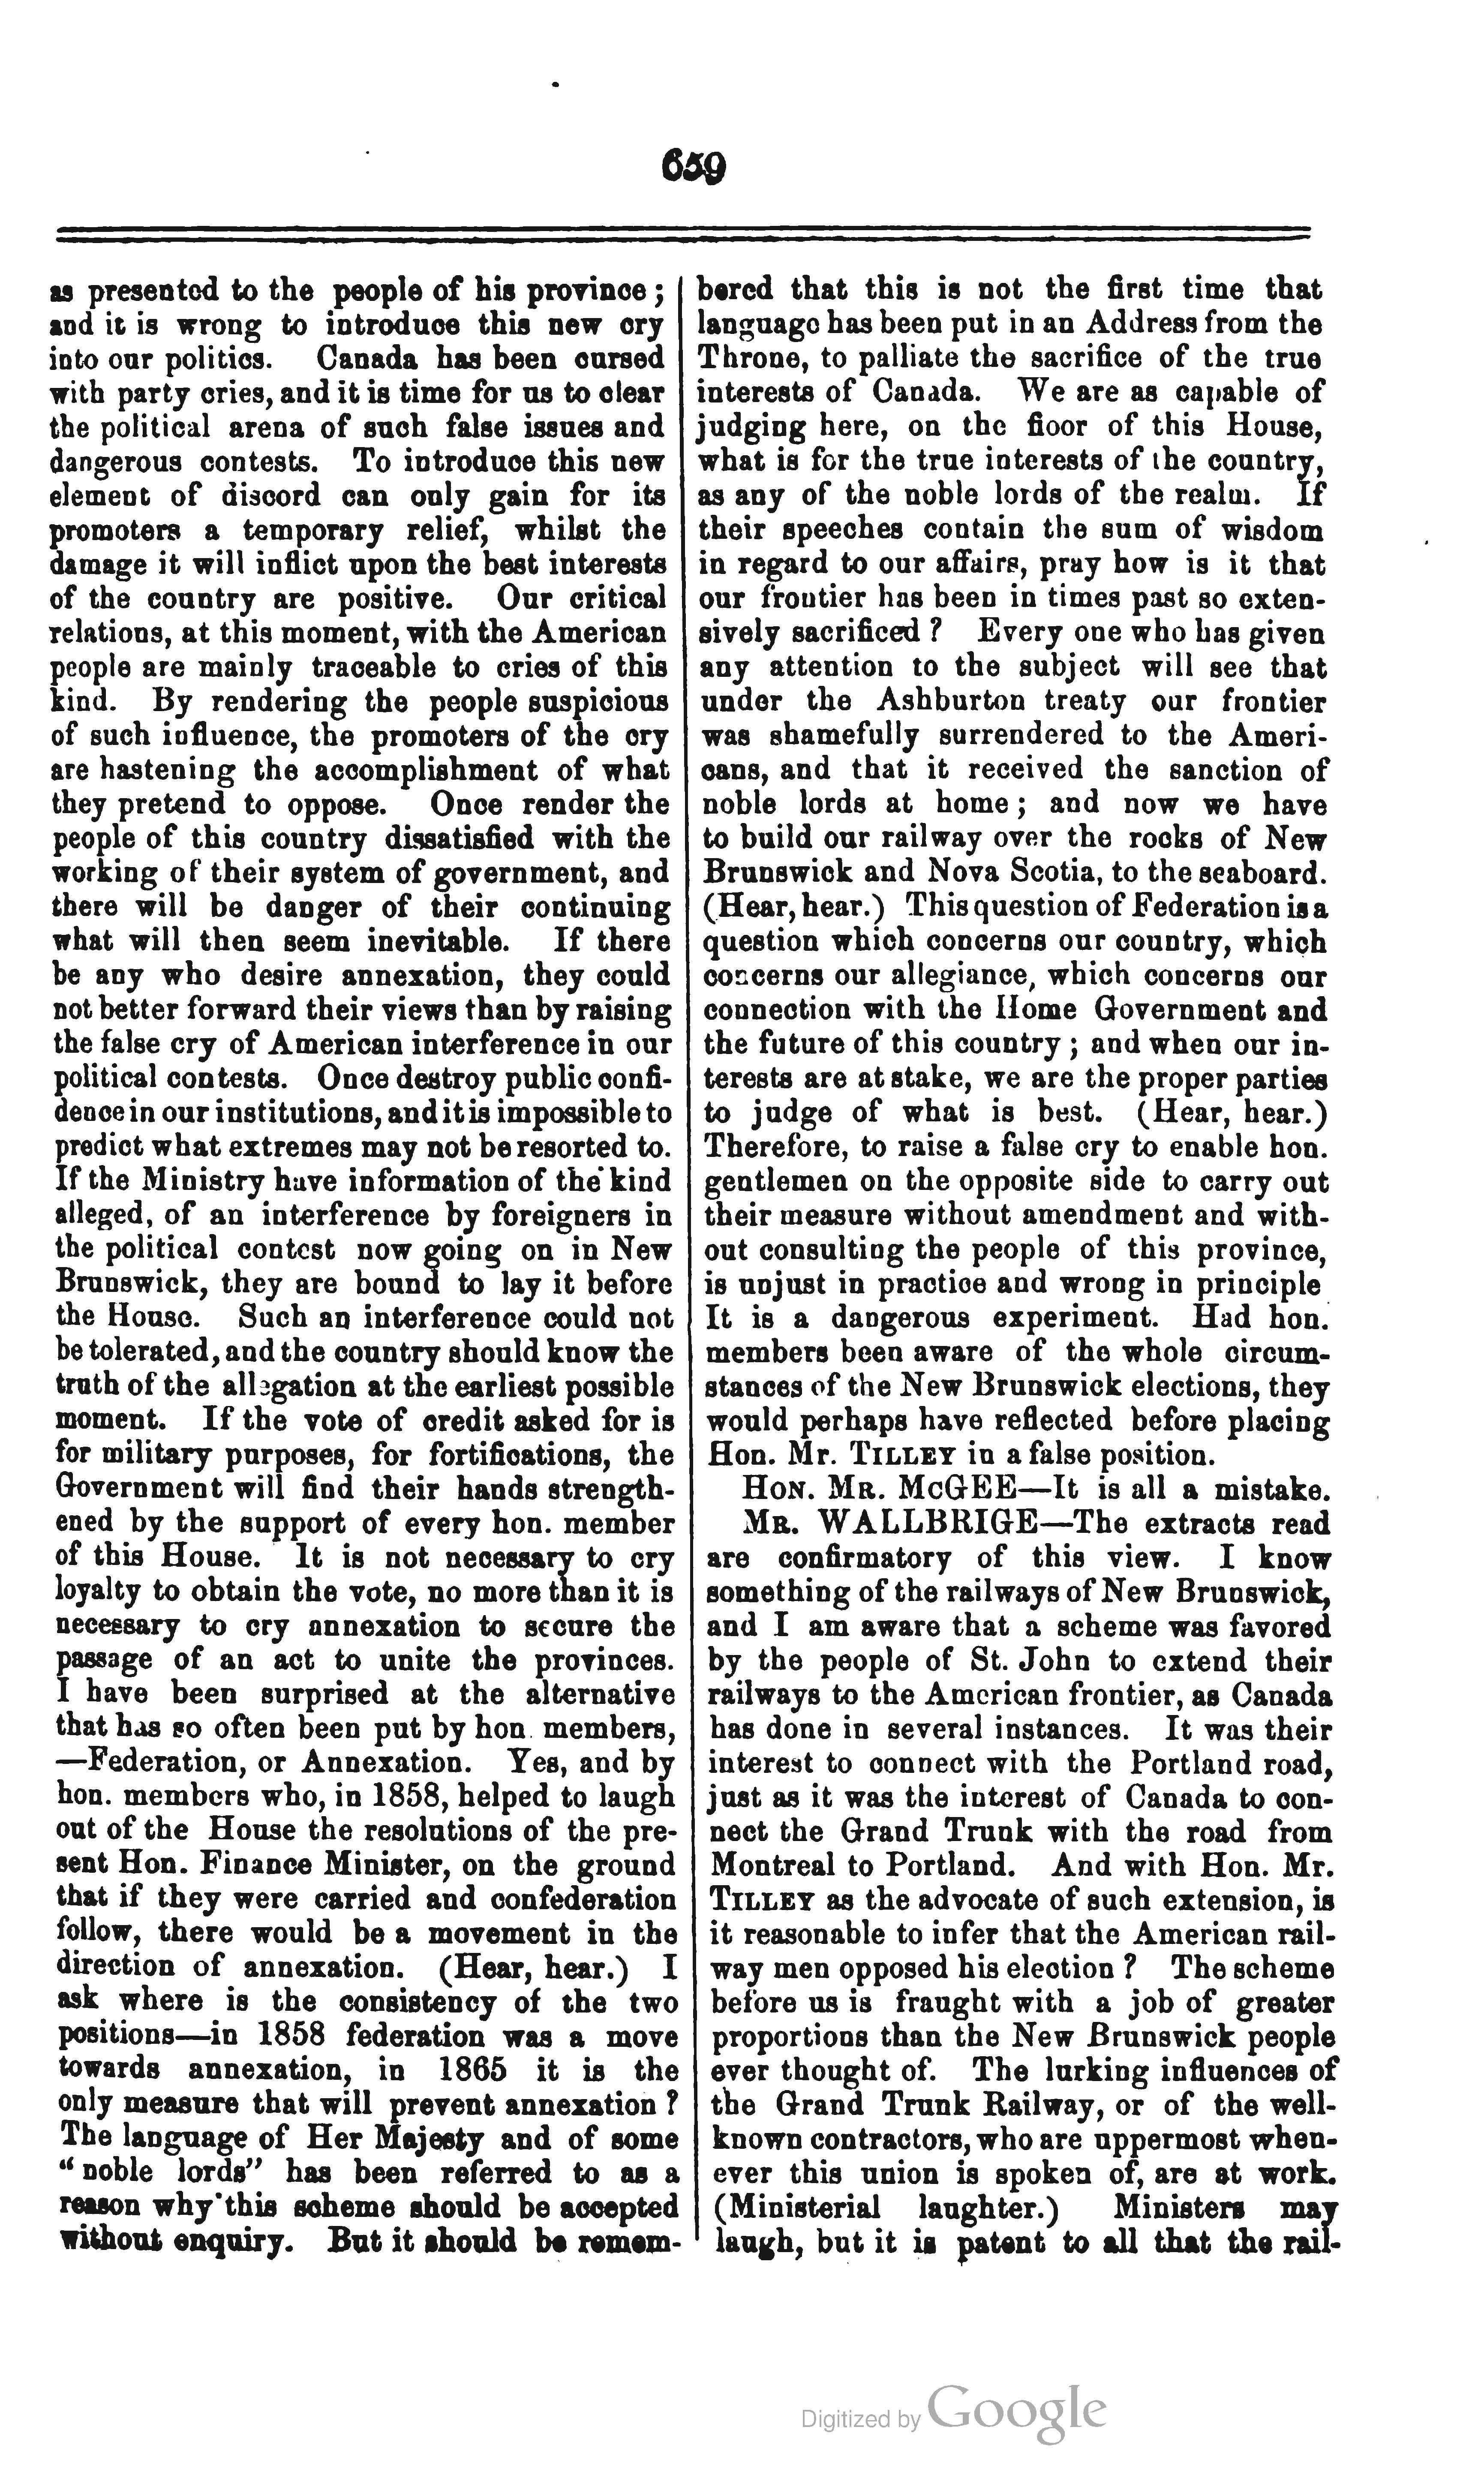 659
as presented to the people of his province;
and it is wrong to introduce this new cry
into our politics. Canada has been cursed
with party cries, and it is time for us to clear
the political arena of such false issues and
dangerous contests. To introduce this new
element of discord can only gain for its
promoters a temporary relief, whilst the
damage it will inflict upon the best interests
of the country are positive. Our critical
relations, at this moment, with the American
people are mainly traceable to cries of this
kind. By rendering the people suspicious
of such influence, the promoters of the cry
are hastening the accomplishment of what
they pretend to oppose. Once render the
people of this country dissatisfied with the
working of their system of government, and
there will be danger of their continuing
what will then seem inevitable. If there
be any who desire annexation, they could
not better forward their views than by raising
the false cry of American interference in our
political contests. Once destroy public confi-
dence in our institutions, and it is impossible to
predict what extremes may not be resorted to.
If the Ministry have information of the kind
alleged, of an interference by foreigners in
the political contest now going on in New
Brunswick, they are bound to lay it before
the House. Such an interference could not
be tolerated, and the country should know the
truth of the allegation at the earliest possible
moment. If the vote of credit asked for is
for military purposes, for fortifications, the
Government will find their hands strength-
ened by the support of every hon. member
of this House. It is not necessary to cry
loyalty to obtain the vote, no more than it is
necessary to cry annexation to secure the
passage of an act to unite the provinces.
I have been surprised at the alternative
that has so often been put by hon. members,
—Federation, or Annexation. Yes, and by
hon. members who, in 1858, helped to laugh
out of the House the resolutions of the pre-
sent Hon. Finance Minister, on the ground
that if they were carried and confederation
follow, there would be a movement in the
direction of annexation. (Hear, hear.) I
ask where is the consistency of the two
positions—in 1858 federation was a move
towards annexation, in 1865 it is the
only measure that will prevent annexation?
The language of Her Majesty and of some
"noble lords" has been referred to as a
reason why this scheme should be accepted
without enquiry. But it should be remem-
bered that this is not the first time that
language has been put in an Address from the
Throne, to palliate the sacrifice of the true
interests of Canada. We are as capable of
judging here, on the floor of this House,
what is for the true interests of the country,
as any of the noble lords of the realm. If
their speeches contain the sum of wisdom
in regard to our affairs, pray how is it that
our frontier has been in times past so exten-
sively sacrificed? Every one who has given
any attention to the subject will see that
under the Ashburton treaty our frontier
was shamefully surrendered to the Ameri-
cans, and that it received the sanction of
noble lords at home; and now we have
to build our railway over the rocks of New
Brunswick and Nova Scotia, to the seaboard.
(Hear, hear.) This question of Federation is a
question which concerns our country, which
concerns our allegiance, which concerns our
connection with the Home Government and
the future of this country; and when our in-
terests are at stake, we are the proper parties
to judge of what is best. (Hear, hear.)
Therefore, to raise a false cry to enable hon.
gentlemen on the opposite side to carry out
their measure without amendment and with-
out consulting the people of this province,
is unjust in practice and wrong in principle.
It is a dangerous experiment. Had hon.
members been aware of the whole circum-
stances of the New Brunswick elections, they
would perhaps have reflected before placing
Hon. Mr. TILLEY in a false position.
HON. MR. McGEE—It is all a mistake.
MR. WALLBRIGE—The extracts read
are confirmatory of this view. I know
something of the railways of New Brunswick,
and I am aware that a scheme was favored
by the people of St. John to extend their
railways to the American frontier, as Canada
has done in several instances. It was their
interest to connect with the Portland road,
just as it was the interest of Canada to con-
nect the Grand Trunk with the road from
Montreal to Portland. And with Hon. Mr.
TILLEY as the advocate of such extension, is
it reasonable to infer that the American rail-
way men opposed his election? The scheme
before us is fraught with a job of greater
proportions than the New Brunswick people
ever thought of. The lurking influences of
the Grand Trunk Railway, or of the well-
known contractors, who are uppermost when-
ever this union is spoken of, are at work.
(Ministerial laughter.) Ministers may
laugh, but it is patent to all that the rail-
Digitized by Google